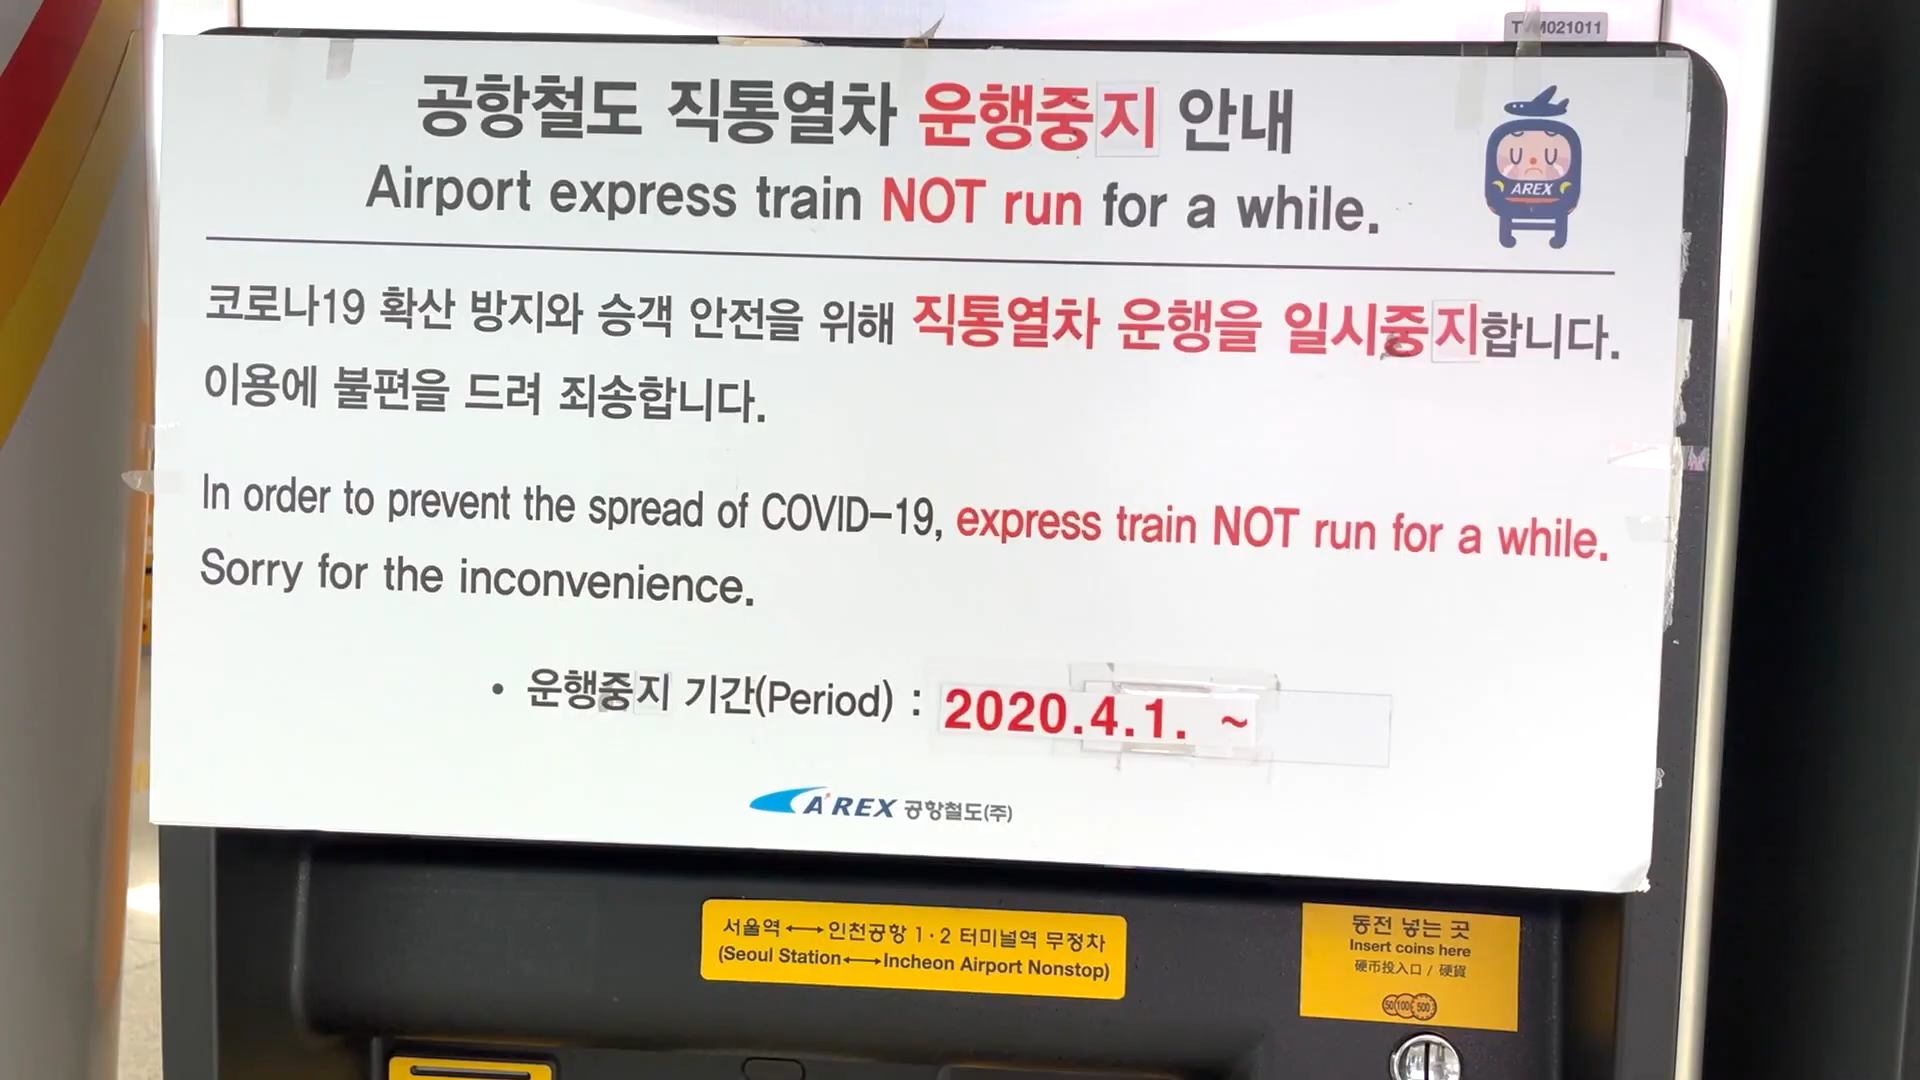 TVM021011
공항철도 직통열차 운행중지 안내
Airport express train NOT run for a while.
AREX
코로나19 확산 방지와 승객 안전을 위해 직통열차 운행을 일시중지합니다.
이용에 불편을 드려 죄송합니다.
In order to prevent the spread of COVID-19, express train NOT run for a while.
Sorry for the inconvenience.
• 운행중지 기간(Period) : 2020.4.1. ~
A'REX 공항철도(주)
서울역 ⟷ 인천공항 1·2 터미널역 무정차
(Seoul Station⟷Incheon Airport Nonstop)
동전 넣는 곳
Insert coins here
硬币投入口 / 硬貨
50 100 500